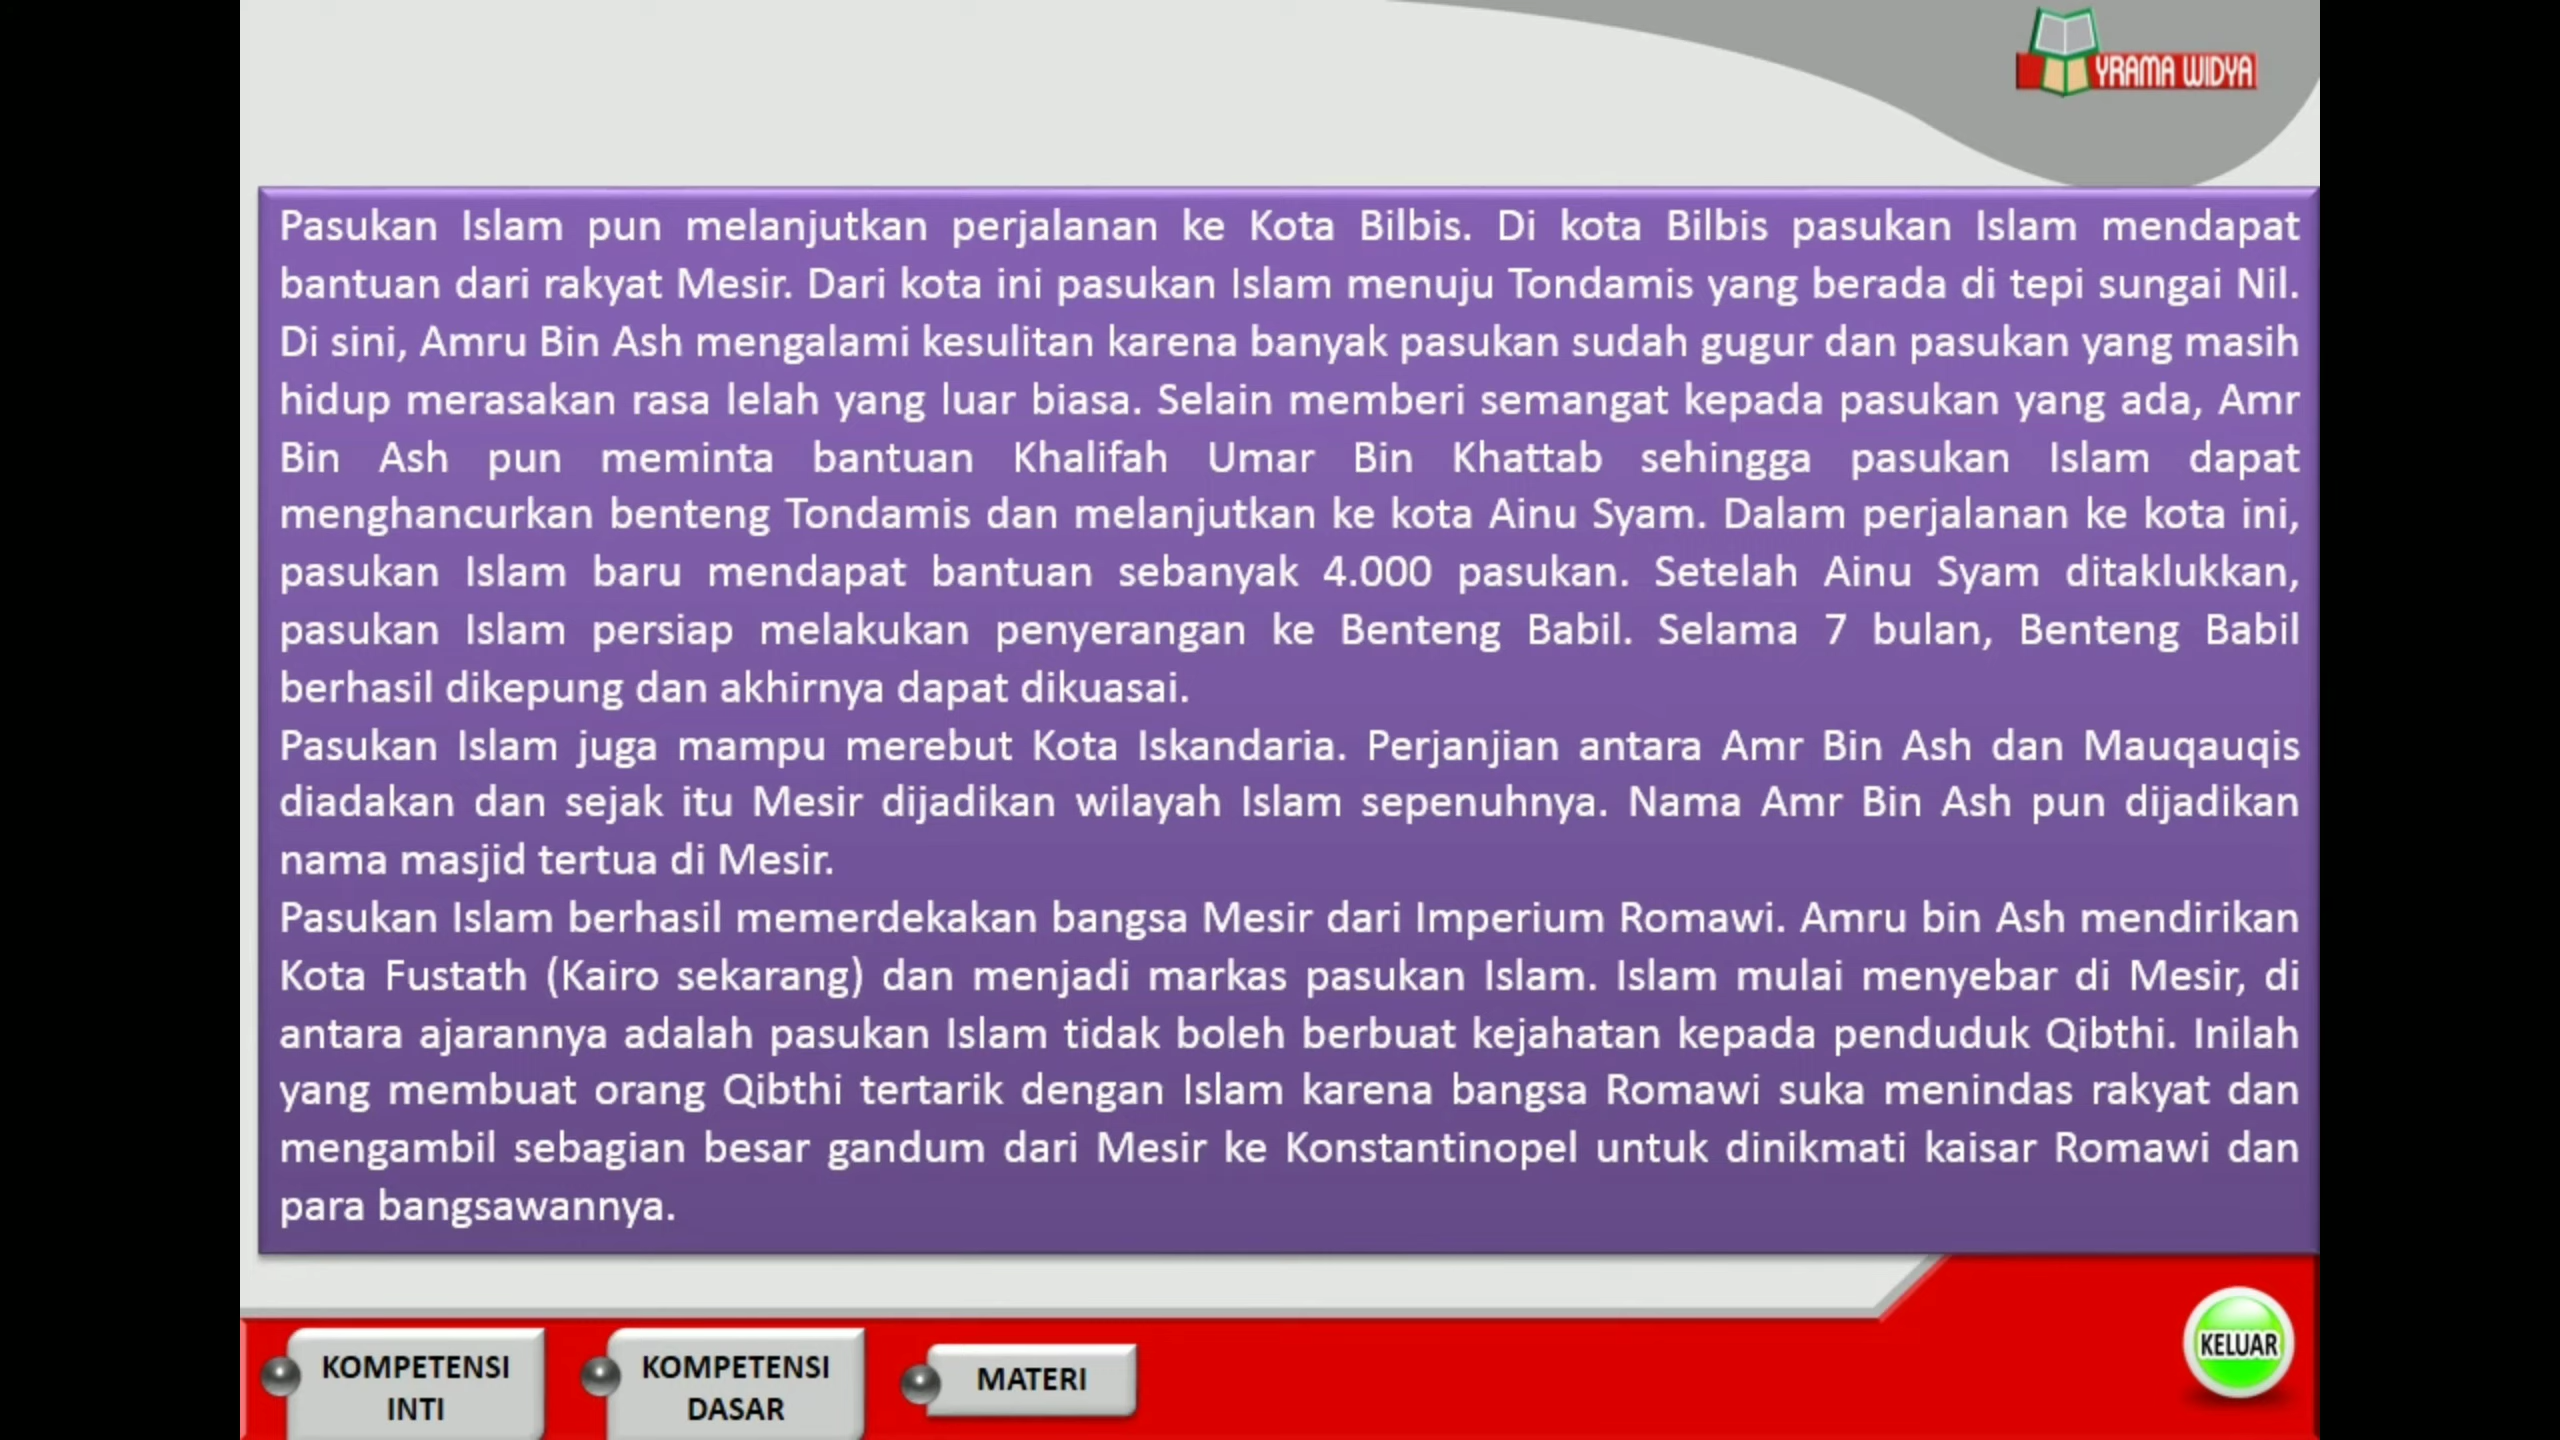 YRAMA WIDYA
Pasukan Islam pun melanjutkan perjalanan ke Kota Bilbis. Di kota Bilbis pasukan Islam mendapat
bantuan dari rakyat Mesir. Dari kota ini pasukan Islam menuju Tondamis yang berada di tepi sungai Nil.
Di sini, Amru Bin Ash mengalami kesulitan karena banyak pasukan sudah gugur dan pasukan yang masih
hidup merasakan rasa lelah yang luar biasa. Selain memberi semangat kepada pasukan yang ada, Amr
Bin Ash pun meminta bantuan Khalifah Umar Bin Khattab sehingga pasukan Islam dapat
menghancurkan benteng Tondamis dan melanjutkan ke kota Ainu Syam. Dalam perjalanan ke kota ini,
pasukan Islam baru mendapat bantuan sebanyak 4.000 pasukan. Setelah Ainu Syam ditaklukkan,
pasukan Islam persiap melakukan penyerangan ke Benteng Babil. Selama 7 bulan, Benteng Babil
berhasil dikepung dan akhirnya dapat dikuasai.
Pasukan Islam juga mampu merebut Kota Iskandaria. Perjanjian antara Amr Bin Ash dan Mauqauqis
diadakan dan sejak itu Mesir dijadikan wilayah Islam sepenuhnya. Nama Amr Bin Ash pun dijadikan
nama masjid tertua di Mesir.
Pasukan Islam berhasil memerdekakan bangsa Mesir dari Imperium Romawi. Amru bin Ash mendirikan
Kota Fustath (Kairo sekarang) dan menjadi markas pasukan Islam. Islam mulai menyebar di Mesir, di
antara ajarannya adalah pasukan Islam tidak boleh berbuat kejahatan kepada penduduk Qibthi. Inilah
yang membuat orang Qibthi tertarik dengan Islam karena bangsa Romawi suka menindas rakyat dan
mengambil sebagian besar gandum dari Mesir ke Konstantinopel untuk dinikmati kaisar Romawi dan
para bangsawannya.
KOMPETENSI
INTI
KOMPETENSI
DASAR
MATERI
KELUAR